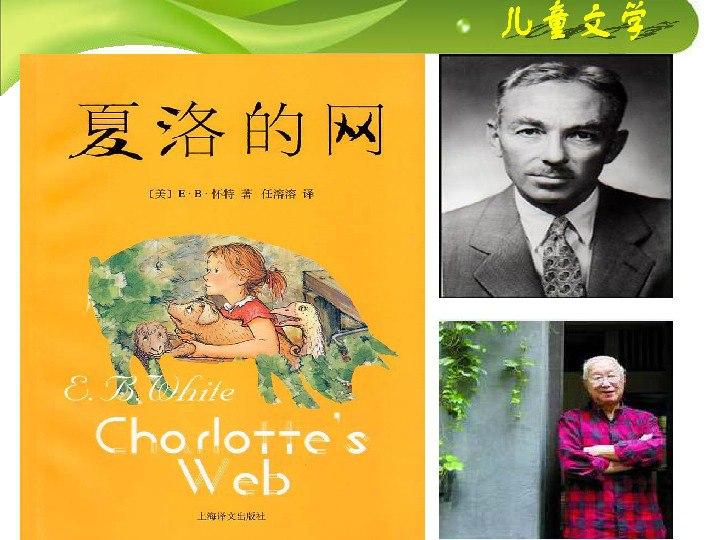 儿童文学
夏洛的网
〔美〕E·B·怀特 著 任溶溶 译
E. B. White
Charlotte's
Web
上海译文出版社